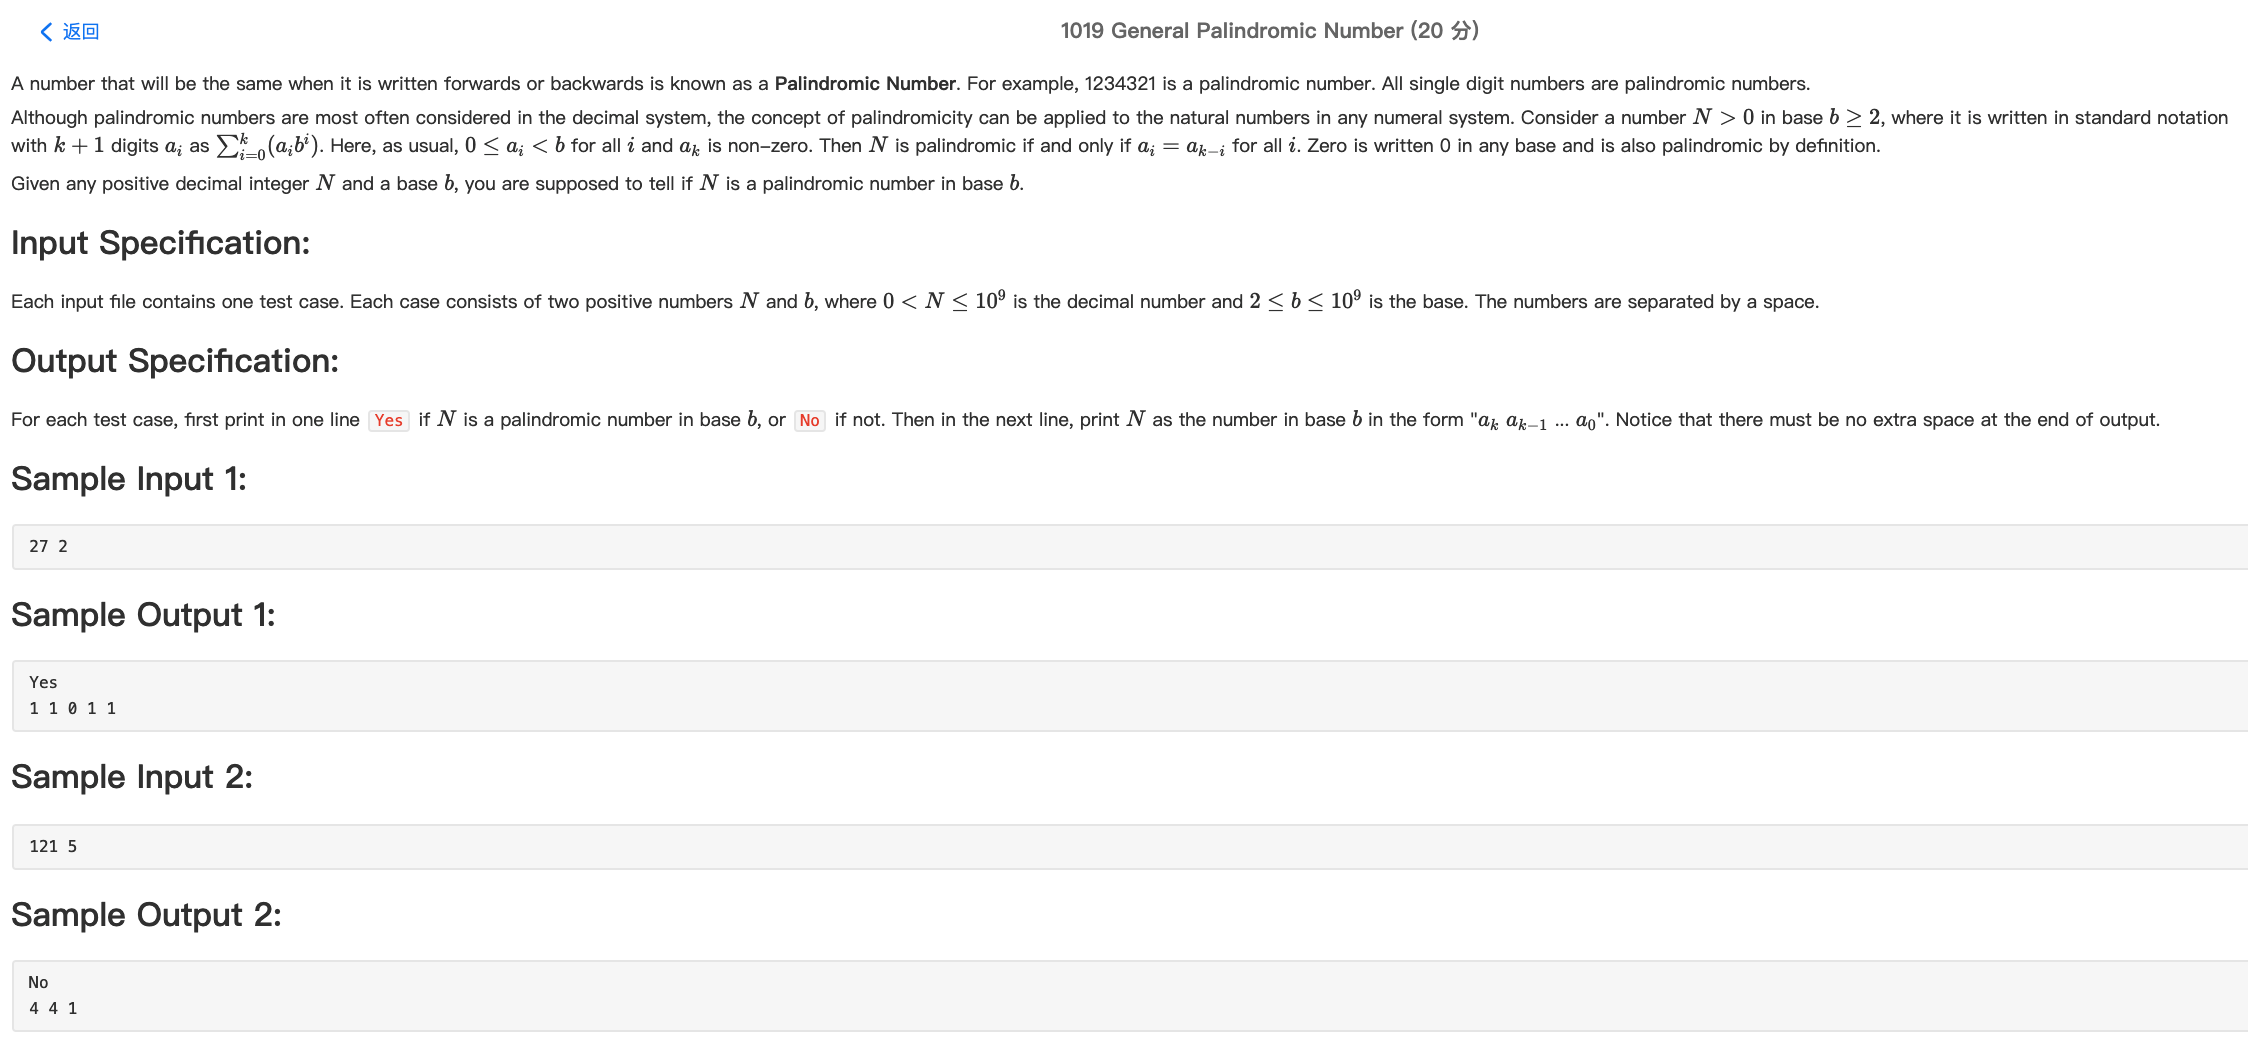 返回
1019 General Palindromic Number (20 分)
A number that will be the same when it is written forwards or backwards is known as a Palindromic Number. For example, 1234321 is a palindromic number. All single digit numbers are palindromic numbers.
Although palindromic numbers are most often considered in the decimal system, the concept of palindromicity can be applied to the natural numbers in any numeral system. Consider a number N > 0 in base b ≥ 2, where it is written in standard notation
with k + 1 digits a_i as ∑_{i=0}^{k}(a_i b^i). Here, as usual, 0 ≤ a_i < b for all i and a_k is non-zero. Then N is palindromic if and only if a_i = a_{k−i} for all i. Zero is written 0 in any base and is also palindromic by definition.
Given any positive decimal integer N and a base b, you are supposed to tell if N is a palindromic number in base b.
Input Specification:
Each input file contains one test case. Each case consists of two positive numbers N and b, where 0 < N ≤ 10^9 is the decimal number and 2 ≤ b ≤ 10^9 is the base. The numbers are separated by a space.
Output Specification:
For each test case, first print in one line Yes if N is a palindromic number in base b, or No if not. Then in the next line, print N as the number in base b in the form "a_k a_{k−1} ... a_0". Notice that there must be no extra space at the end of output.
Sample Input 1:
27 2
Sample Output 1:
Yes
1 1 0 1 1
Sample Input 2:
121 5
Sample Output 2:
No
4 4 1